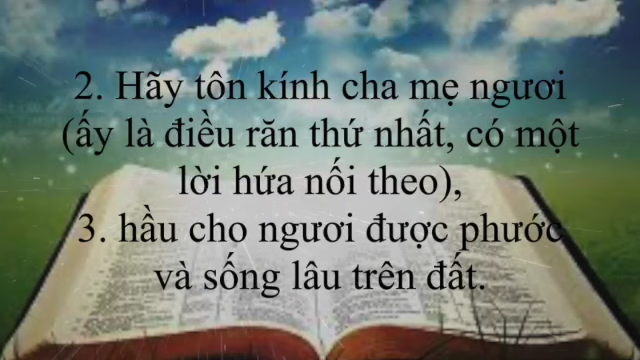 2. Hãy tôn kính cha mẹ ngươi
(ấy là điều răn thứ nhất, có một
lời hứa nối theo),
3. hầu cho ngươi được phước
và sống lâu trên đất.